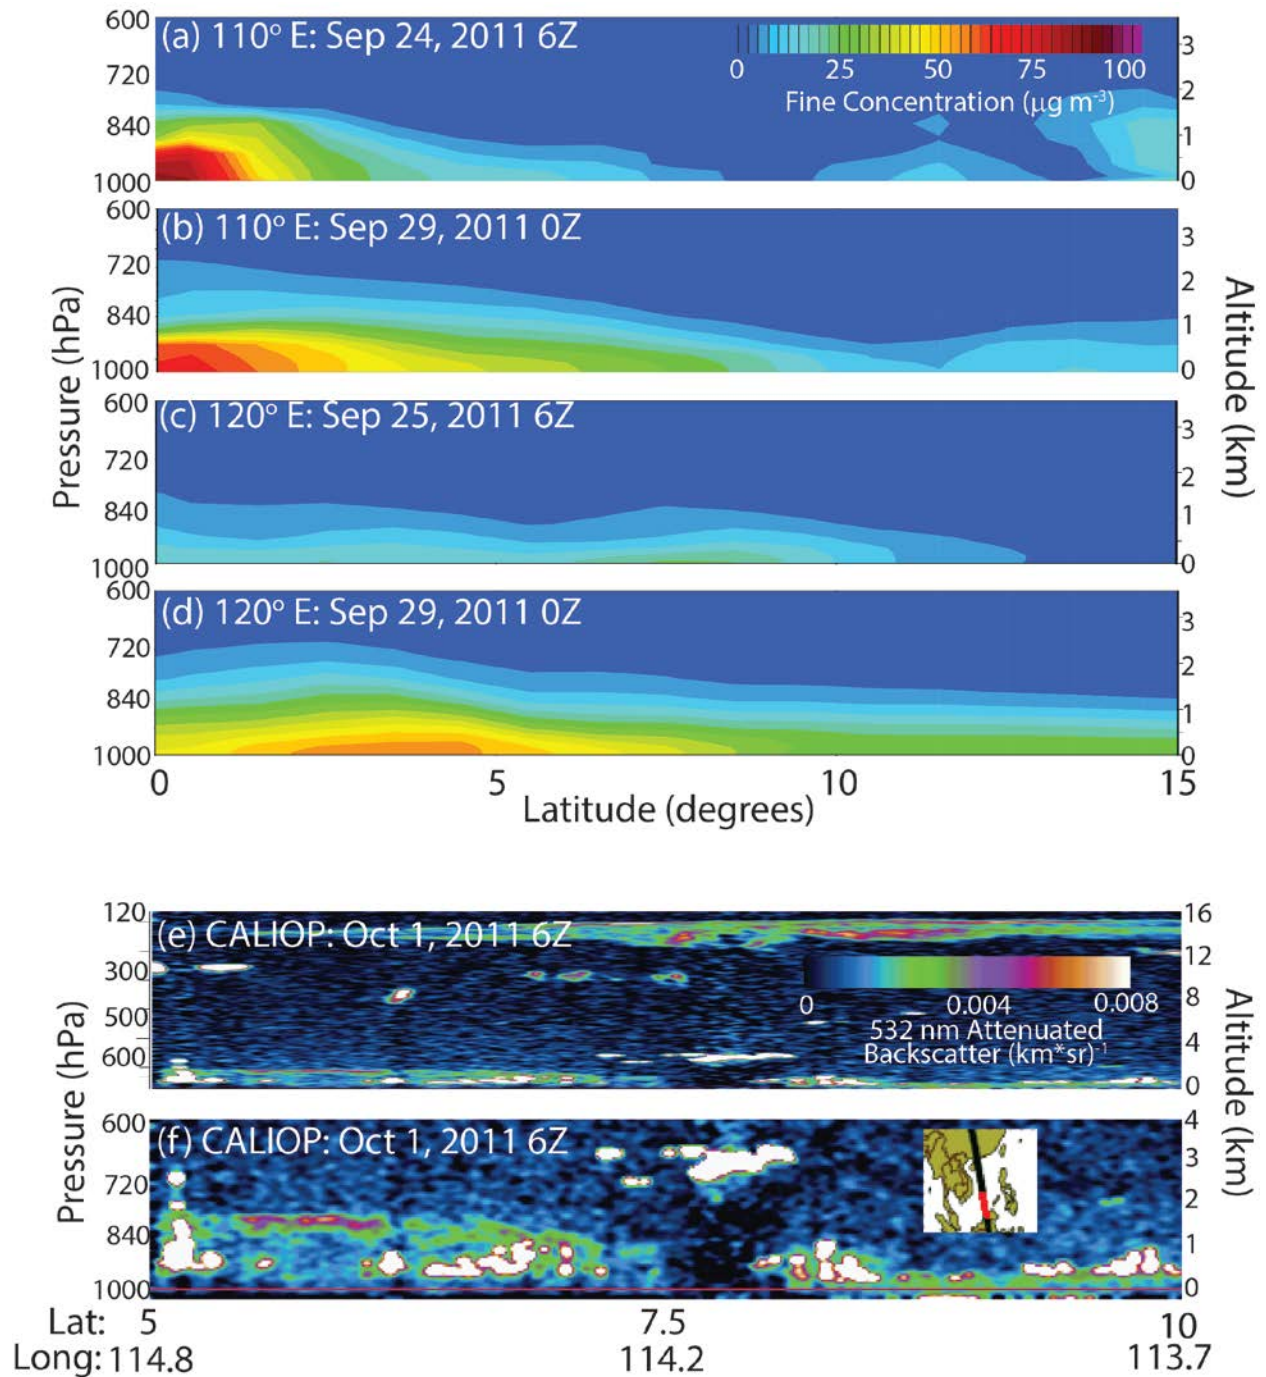 (a) 110° E: Sep 24, 2011 6Z
600
720
840
1000
3
2
1
0
0 25 50 75 100
Fine Concentration (μg m⁻³)
(b) 110° E: Sep 29, 2011 0Z
600
720
840
1000
3
2
1
0
(c) 120° E: Sep 25, 2011 6Z
600
720
840
1000
3
2
1
0
(d) 120° E: Sep 29, 2011 0Z
600
720
840
1000
3
2
1
0
Pressure (hPa)
Altitude (km)
0 5 10 15
Latitude (degrees)
(e) CALIOP: Oct 1, 2011 6Z
120
300
500
600
16
12
8
4
0
0 0.004 0.008
532 nm Attenuated
Backscatter (km*sr)⁻¹
(f) CALIOP: Oct 1, 2011 6Z
600
720
840
1000
4
3
2
1
0
Pressure (hPa)
Altitude (km)
Lat: 5 7.5 10
Long: 114.8 114.2 113.7